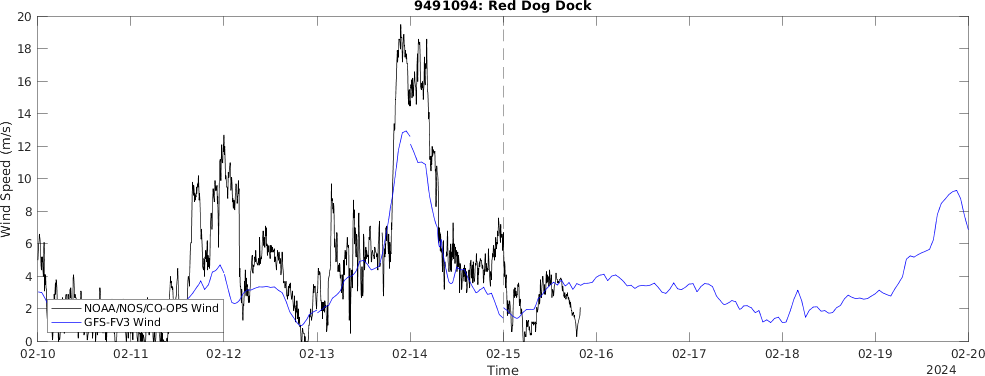 9491094: Red Dog Dock
Wind Speed (m/s)
20
18
16
14
12
10
8
6
4
2
0
NOAA/NOS/CO-OPS Wind
GFS-FV3 Wind
02-10 02-11 02-12 02-13 02-14 02-15 02-16 02-17 02-18 02-19 02-20
Time
2024